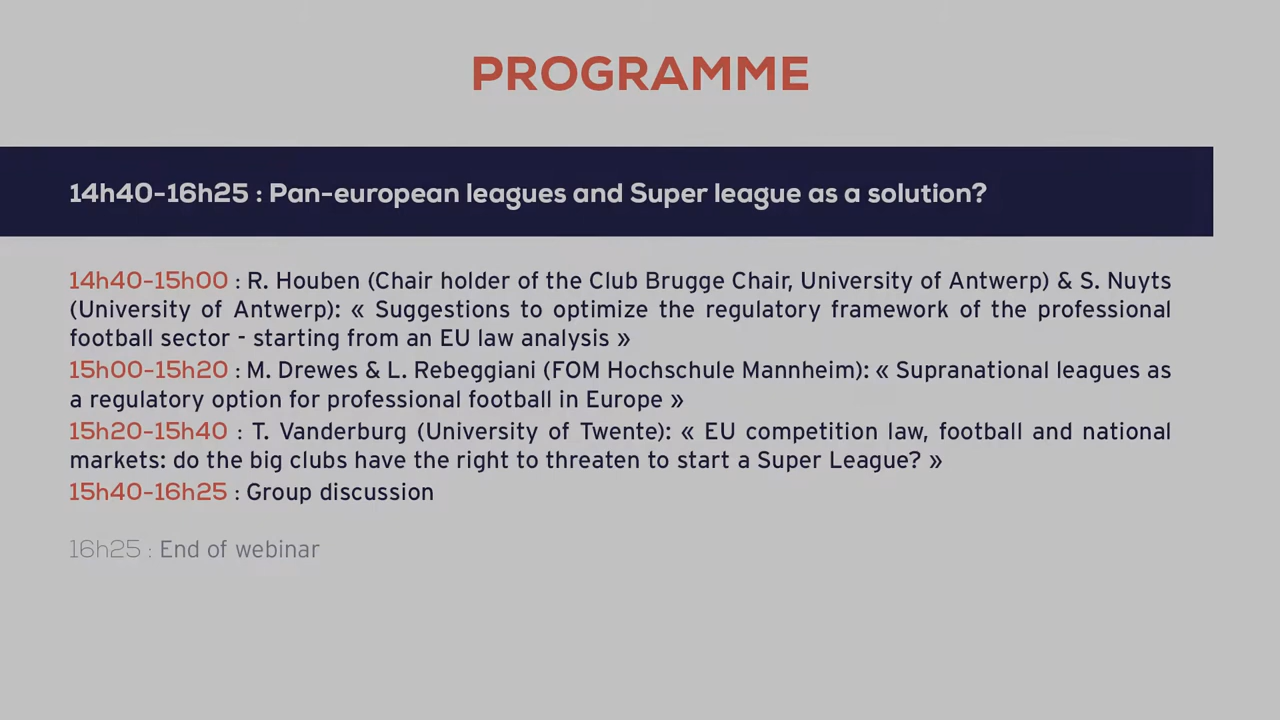 PROGRAMME
14h40-16h25 : Pan-european leagues and Super league as a solution?
14h40-15h00 : R. Houben (Chair holder of the Club Brugge Chair, University of Antwerp) & S. Nuyts
(University of Antwerp): « Suggestions to optimize the regulatory framework of the professional
football sector - starting from an EU law analysis »
15h00-15h20 : M. Drewes & L. Rebeggiani (FOM Hochschule Mannheim): « Supranational leagues as
a regulatory option for professional football in Europe »
15h20-15h40 : T. Vanderburg (University of Twente): « EU competition law, football and national
markets: do the big clubs have the right to threaten to start a Super League? »
15h40-16h25 : Group discussion
16h25 : End of webinar